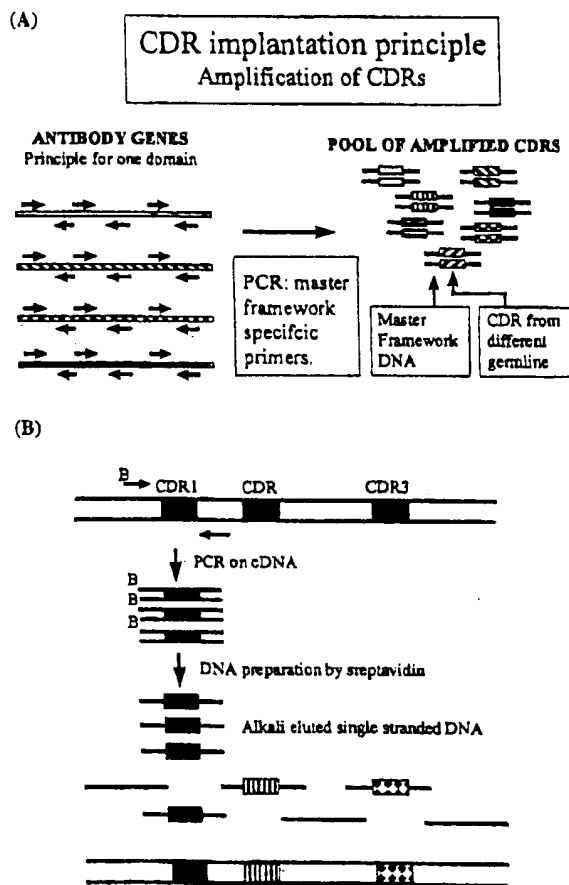 (A)
CDR implantation principle
Amplification of CDRs
ANTIBODY GENES
Principle for one domain
POOL OF AMPLIFIED CDRS
PCR: master
framework
specifcic
primers.
Master
Framework
DNA
CDR from
different
germline
(B)
B
CDR1
CDR
CDR3
PCR on cDNA
B
B
B
DNA preparation by sreptavidin
Alkali eluted single stranded DNA